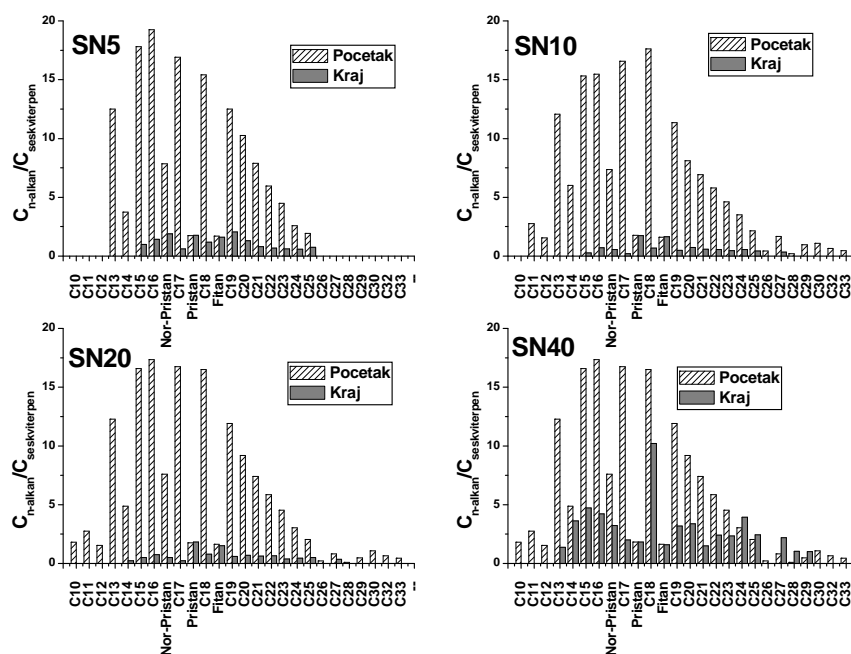 SN5
Pocetak
Kraj
C n-alkan/C seskviterpen
20
15
10
5
0
C10
C11
C12
C13
C14
C15
C16
Nor-Pristan
C17
Pristan
C18
Fitan
C19
C20
C21
C22
C23
C24
C25
C26
C27
C28
C29
C30
C32
C33
--
SN10
Pocetak
Kraj
20
15
10
5
0
C10
C11
C12
C13
C14
C15
C16
Nor-Pristan
C17
Pristan
C18
Fitan
C19
C20
C21
C22
C23
C24
C25
C26
C27
C28
C29
C30
C32
C33
SN20
Pocetak
Kraj
C n-alkan/C seskviterpen
20
15
10
5
0
C10
C11
C12
C13
C14
C15
C16
Nor-Pristan
C17
Pristan
C18
Fitan
C19
C20
C21
C22
C23
C24
C25
C26
C27
C28
C29
C30
C32
C33
--
SN40
Pocetak
Kraj
20
15
10
5
0
C10
C11
C12
C13
C14
C15
C16
Nor-Pristan
C17
Pristan
C18
Fitan
C19
C20
C21
C22
C23
C24
C25
C26
C27
C28
C29
C30
C32
C33